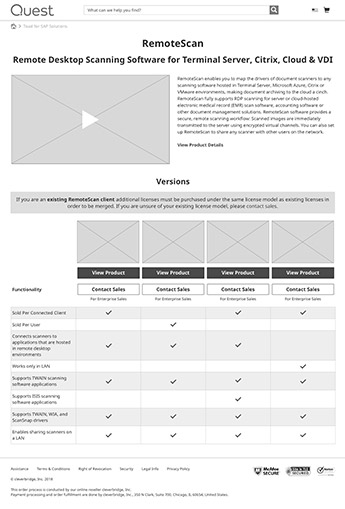 Quest
What can we help you find?
Toad for SAP Solutions
RemoteScan
Remote Desktop Scanning Software for Terminal Server, Citrix, Cloud & VDI
RemoteScan enables you to map the drivers of document scanners to any
scanning software hosted in Terminal Server, Microsoft Azure, Citrix or
VMware environments, making document archiving to the cloud a cinch.
RemoteScan fully supports RDP scanning for server or cloud-hosted
electronic medical record (EMR) scan software, accounting software or
other document management solutions. RemoteScan software provides a
secure, remote scanning workflow. Scanned images are immediately
transmitted to the server using encrypted virtual channels. You can also set
up RemoteScan to share any scanner with other users on the network.
View Product Details
Versions
If you are an existing RemoteScan client additional licenses must be purchased under the same license model as existing licenses in
order to be merged. If you are unsure of your existing license model, please contact sales.
View Product View Product View Product View Product
Functionality Contact Sales Contact Sales Contact Sales Contact Sales
For Enterprise Sales For Enterprise Sales For Enterprise Sales For Enterprise Sales
Sold Per Connected Client
Sold Per User
Connects scanners to
applications that are hosted
in remote desktop
environments
Works only in LAN
Supports TWAIN scanning
software applications
Supports ISIS scanning
software applications
Supports TWAIN, WIA, and
ScanSnap drivers
Enables sharing scanners on
a LAN
Assistance Terms & Conditions Right of Revocation Security Legal Info Privacy Policy
© cleverbridge, Inc. 2018
McAfee
SECURE
Norton
This order process is conducted by our online reseller cleverbridge, Inc.
Payment processing and order fulfillment are done by cleverbridge, Inc., 350 N Clark, Suite 700, Chicago, IL 60654, United States.